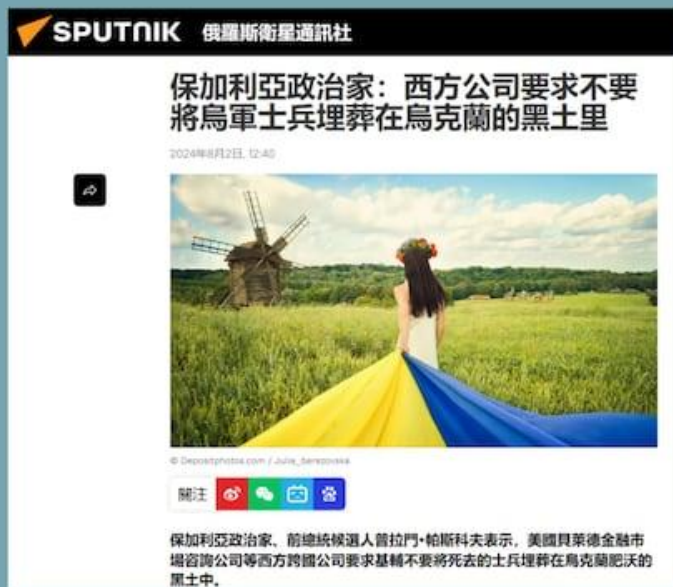 SPUTNIK 俄羅斯衛星通訊社
保加利亞政治家：西方公司要求不要
將烏軍士兵埋葬在烏克蘭的黑土里
2024年8月2日, 12:40
© Depositphotos.com / Julia_Serezovska
關注
保加利亞政治家、前總統候選人普拉門·帕斯科夫表示，美國貝萊德金融市
場咨詢公司等西方跨國公司要求基輔不要將死去的士兵埋葬在烏克蘭肥沃的
黑土中。